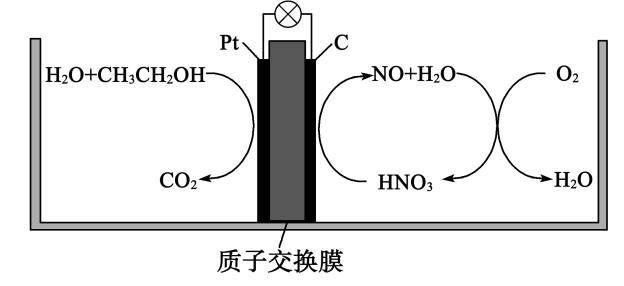 Pt C
H₂O+CH₃CH₂OH NO+H₂O O₂
CO₂ HNO₃ H₂O
质子交换膜